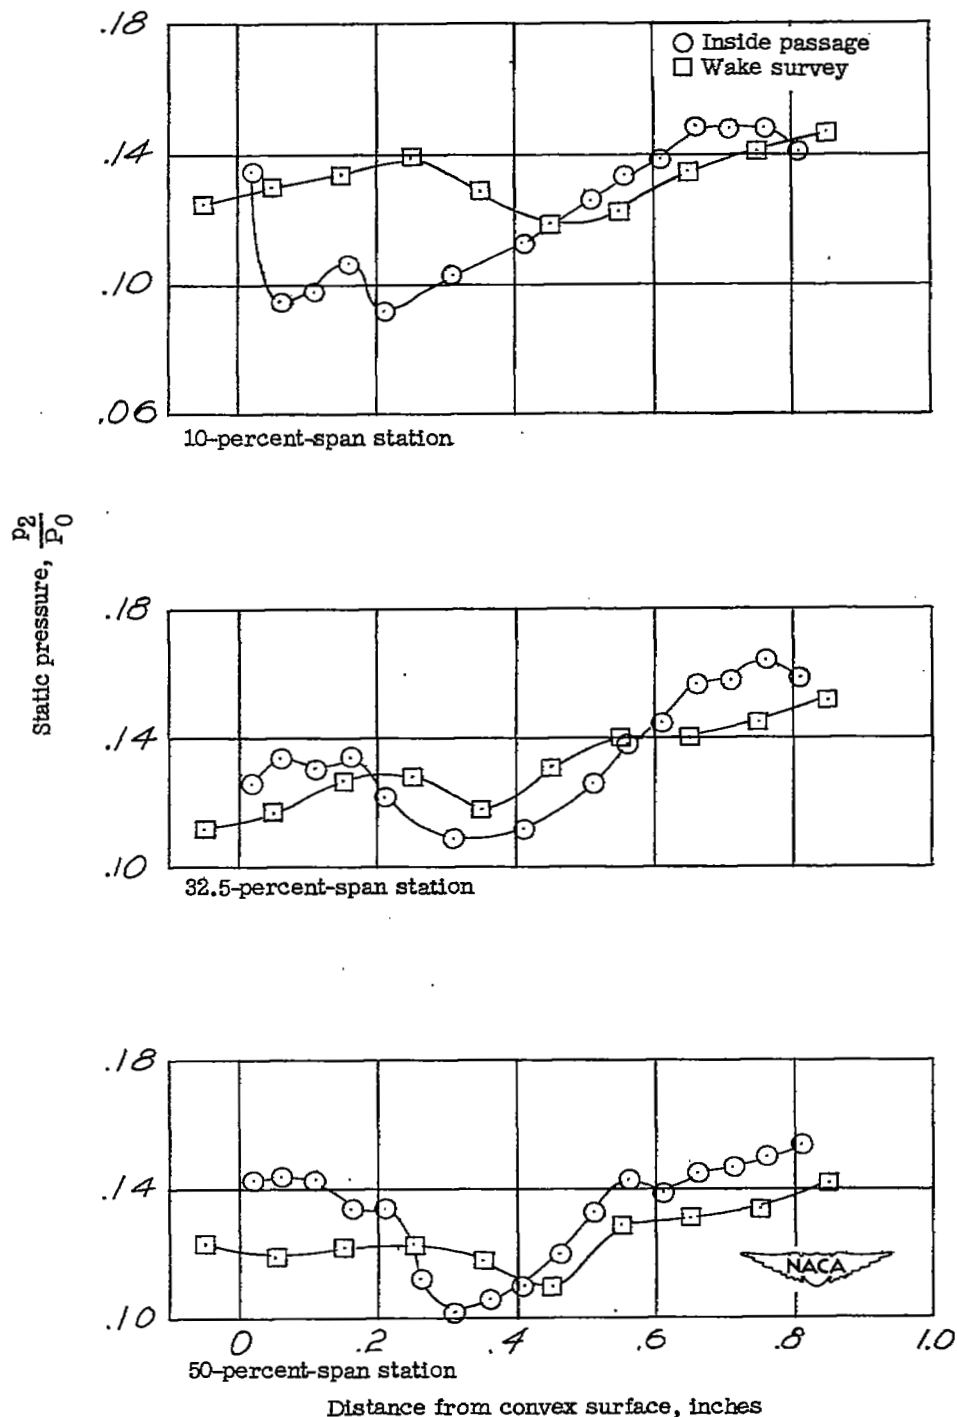 .18
○ Inside passage
□ Wake survey
.14
.10
.06
10-percent-span station
Static pressure, p2/P0
.18
.14
.10
32.5-percent-span station
.18
.14
NACA
.10
0 .2 .4 .6 .8 1.0
50-percent-span station
Distance from convex surface, inches